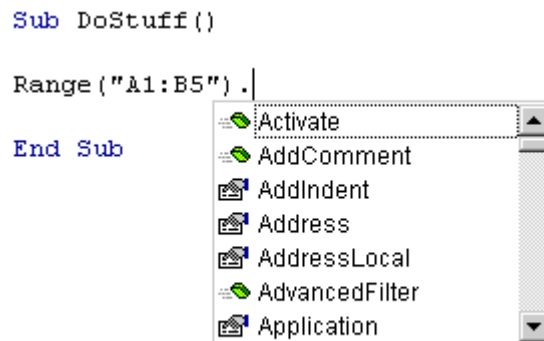 Sub DoStuff()
Range("A1:B5").
Activate
AddComment
End Sub
AddIndent
Address
AddressLocal
AdvancedFilter
Application